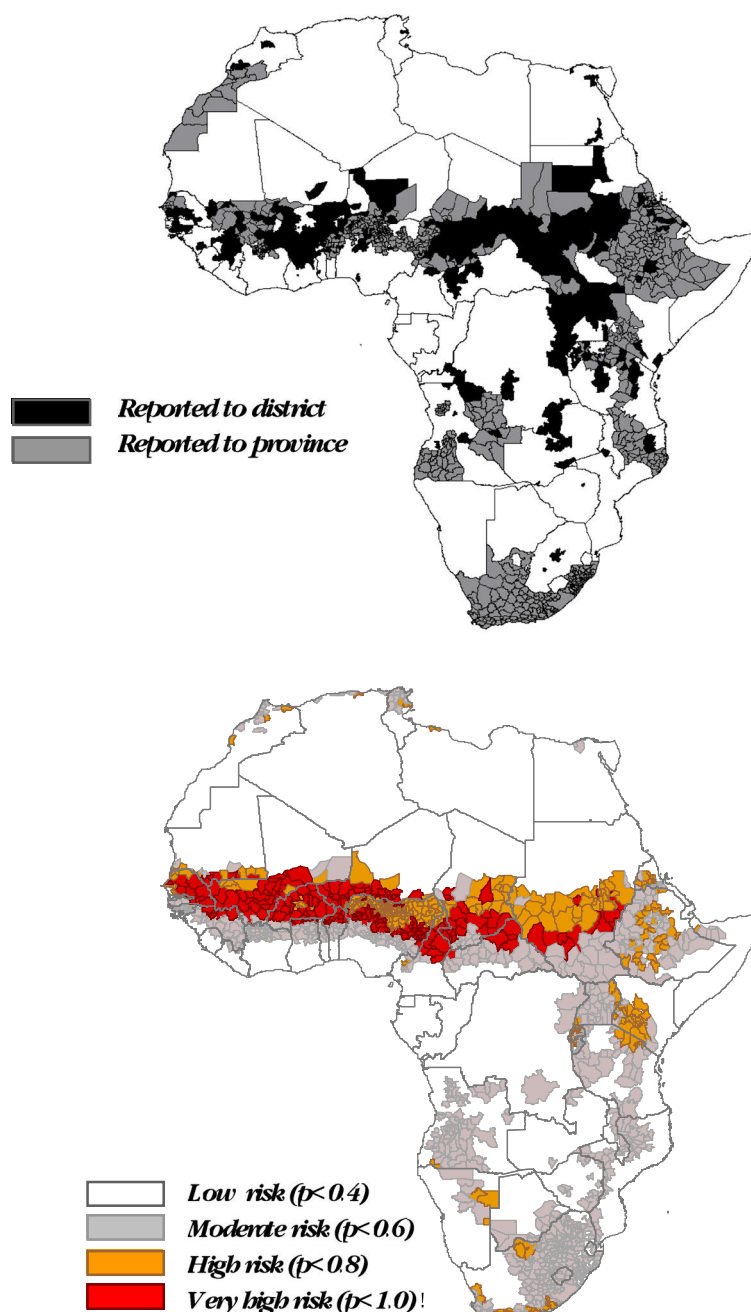 Reported to district
Reported to province
Low risk (p<0.4)
Moderate risk (p<0.6)
High risk (p<0.8)
Very high risk (p<1.0) !